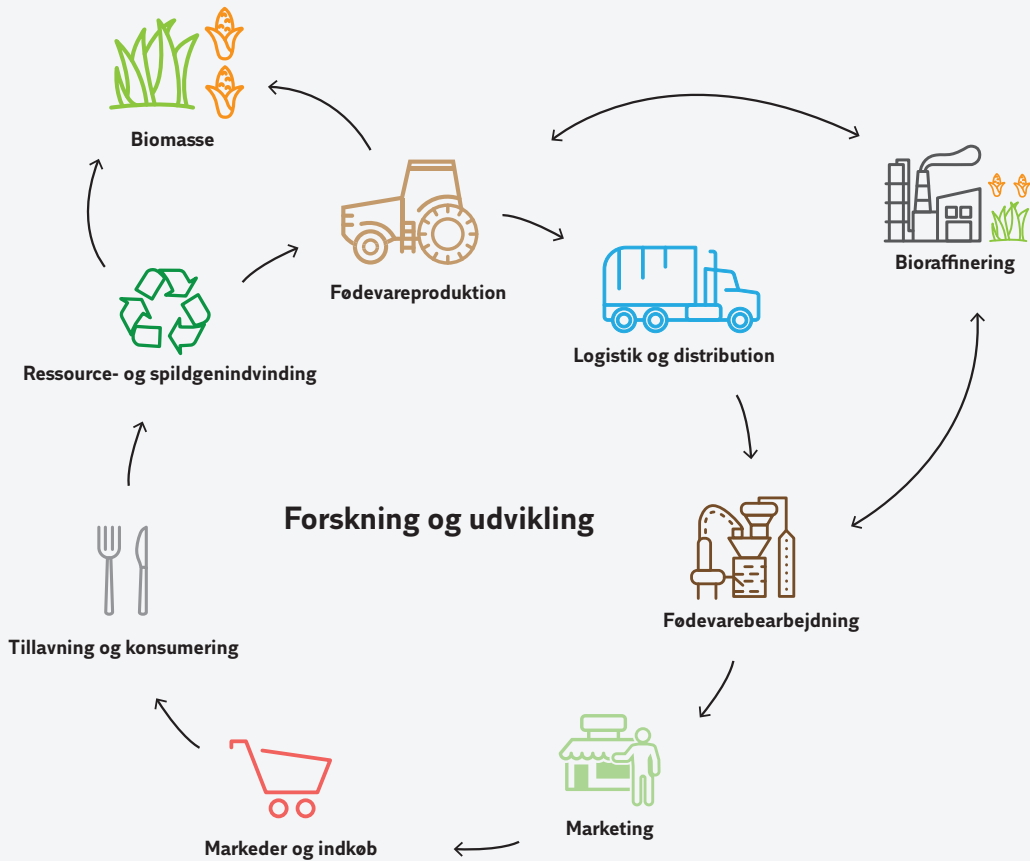 Biomasse
Bioraffinering
Fødevareproduktion
Logistik og distribution
Ressource- og spildgenindvinding
Forskning og udvikling
Fødevarebearbejdning
Tillavning og konsumering
Marketing
Markeder og indkøb